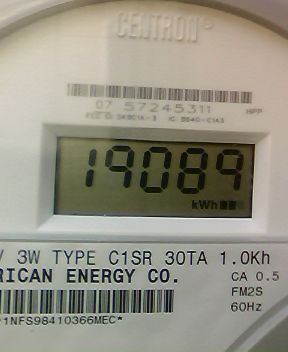 CENTRON®
07 57245311
HPP
19089
kWh
V 3W TYPE C1SR 30TA 1.0Kh
RICAN ENERGY CO.
CA 0.5
FM2S
60Hz
1NFS98410366MEC*